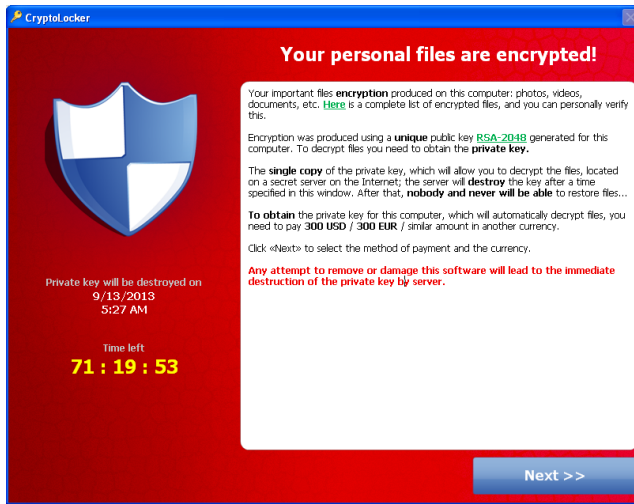 CryptoLocker
Your personal files are encrypted!
Your important files encryption produced on this computer: photos, videos,
documents, etc. Here is a complete list of encrypted files, and you can personally verify
this.
Encryption was produced using a unique public key RSA-2048 generated for this
computer. To decrypt files you need to obtain the private key.
The single copy of the private key, which will allow you to decrypt the files, located
on a secret server on the Internet; the server will destroy the key after a time
specified in this window. After that, nobody and never will be able to restore files...
To obtain the private key for this computer, which will automatically decrypt files, you
need to pay 300 USD / 300 EUR / similar amount in another currency.
Click «Next» to select the method of payment and the currency.
Any attempt to remove or damage this software will lead to the immediate
destruction of the private key by server.
Private key will be destroyed on
9/13/2013
5:27 AM
Time left
71 : 19 : 53
Next >>